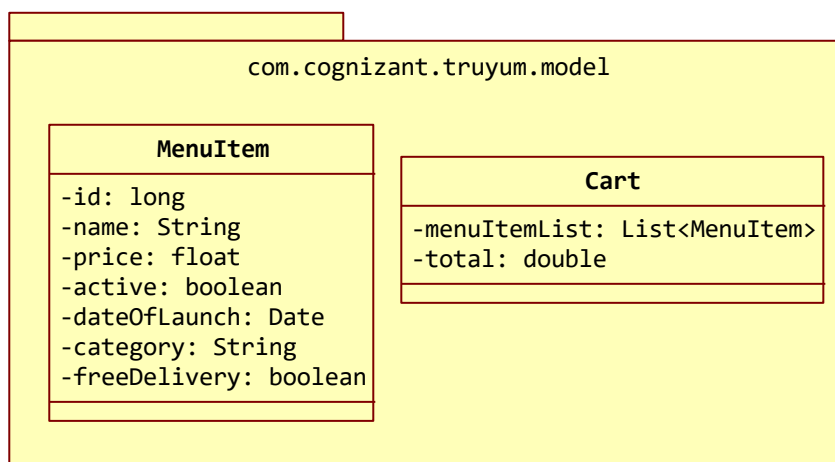 com.cognizant.truyum.model
MenuItem
-id: long
-name: String
-price: float
-active: boolean
-dateOfLaunch: Date
-category: String
-freeDelivery: boolean
Cart
-menuItemList: List<MenuItem>
-total: double